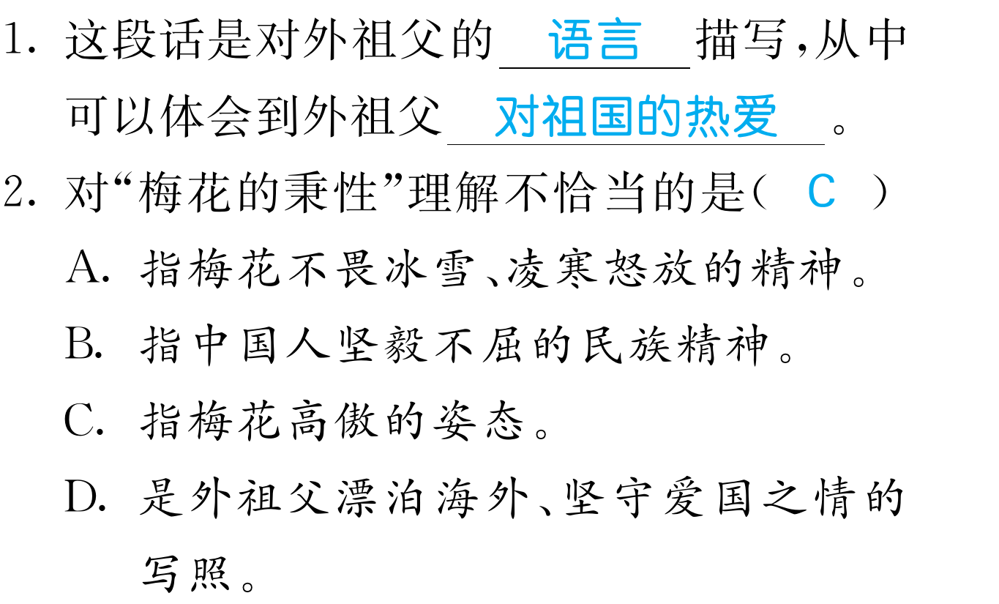 1. 这段话是对外祖父的 语言 描写,从中
可以体会到外祖父 对祖国的热爱 。
2. 对“梅花的秉性”理解不恰当的是( C )
A. 指梅花不畏冰雪、凌寒怒放的精神。
B. 指中国人坚毅不屈的民族精神。
C. 指梅花高傲的姿态。
D. 是外祖父漂泊海外、坚守爱国之情的
写照。